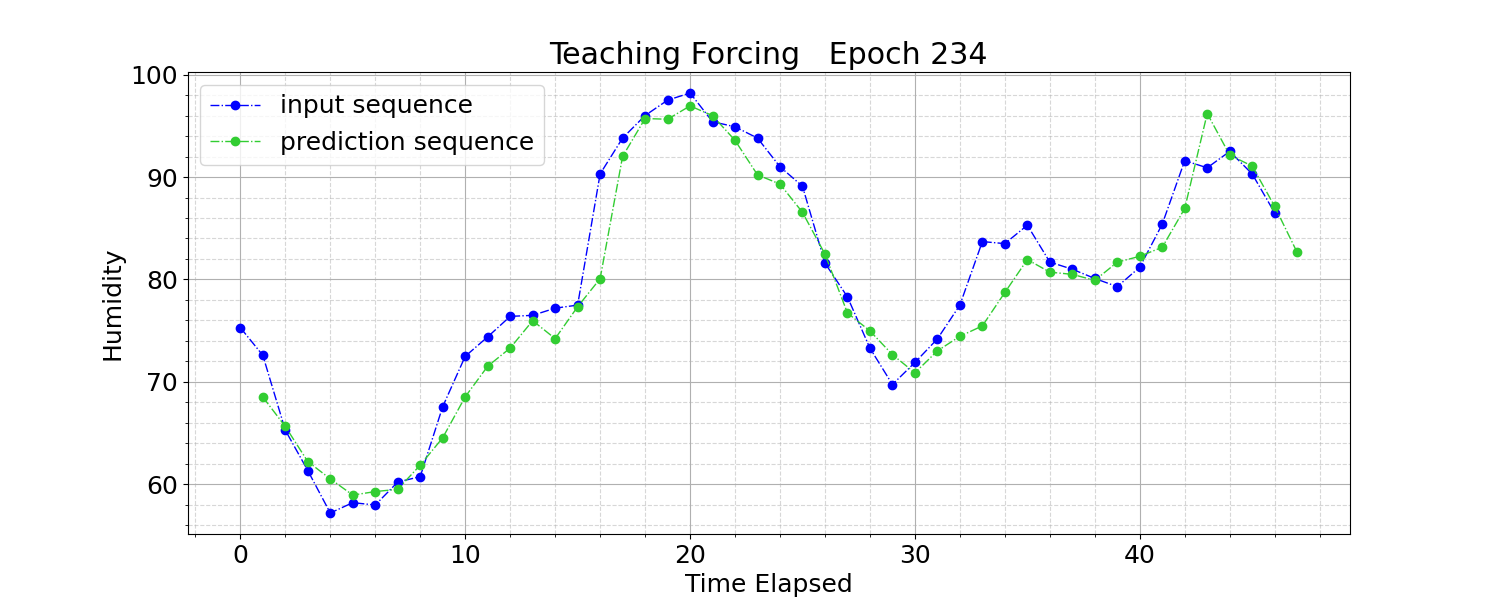 Teaching Forcing   Epoch 234
input sequence
prediction sequence
Humidity
100
90
80
70
60
0 10 20 30 40
Time Elapsed